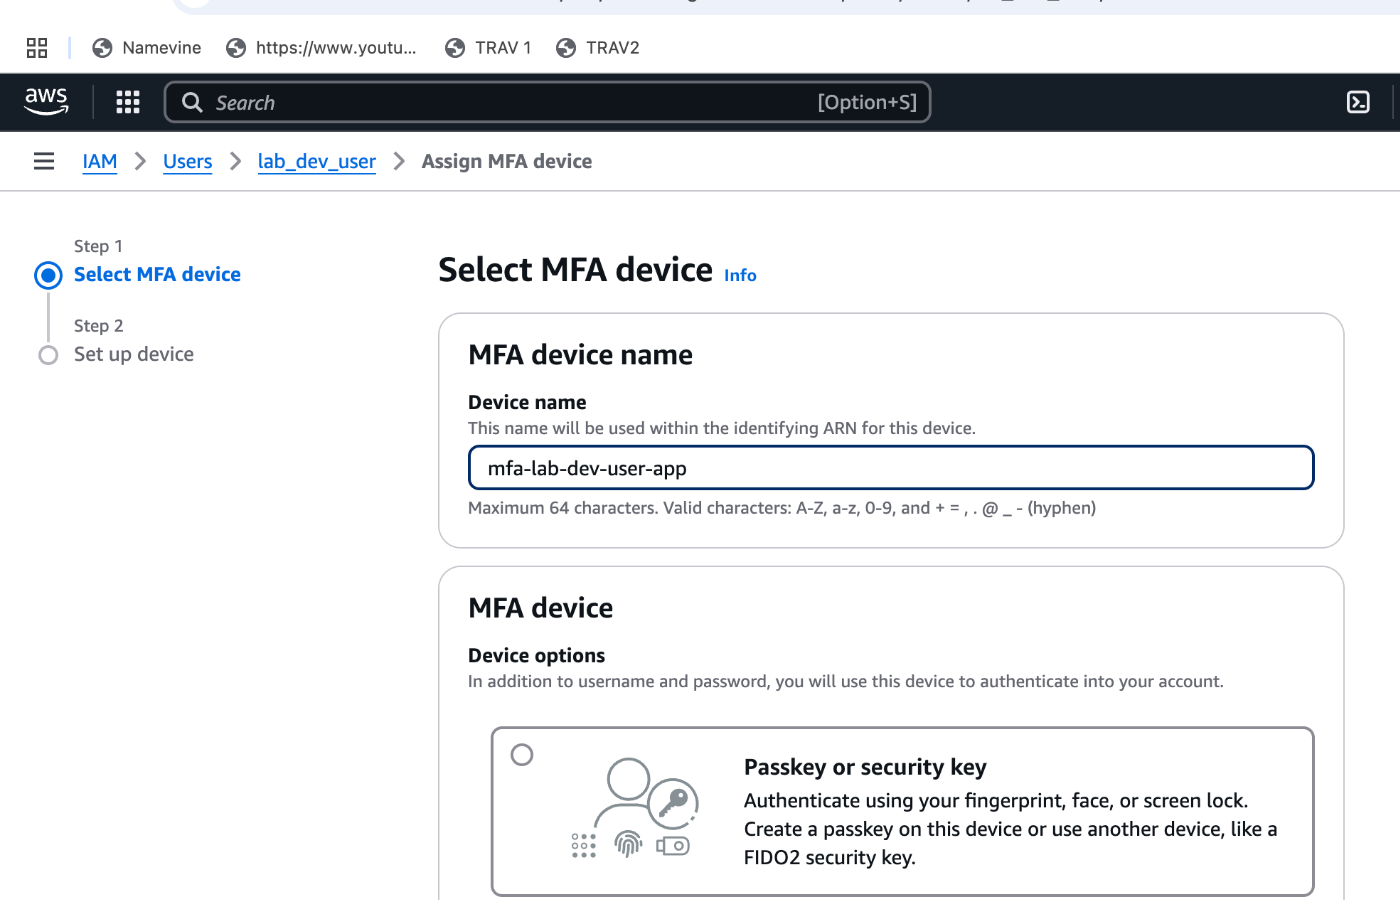 Namevine https://www.youtu... TRAV 1 TRAV2
aws Search [Option+S]
IAM Users lab_dev_user Assign MFA device
Step 1
Select MFA device
Step 2
Set up device
Select MFA device Info
MFA device name
Device name
This name will be used within the identifying ARN for this device.
mfa-lab-dev-user-app
Maximum 64 characters. Valid characters: A-Z, a-z, 0-9, and + = , . @ _ - (hyphen)
MFA device
Device options
In addition to username and password, you will use this device to authenticate into your account.
Passkey or security key
Authenticate using your fingerprint, face, or screen lock.
Create a passkey on this device or use another device, like a
FIDO2 security key.